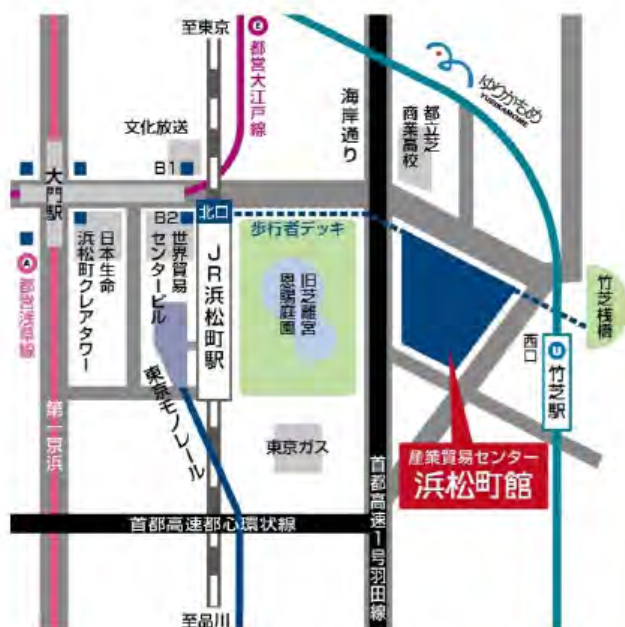 至東京
E
都営大江戸線
海岸通り
ゆりかもめ
YURIKAMOME
都立芝
商業高校
文化放送
B1
大門駅
B2
北口
歩行者デッキ
日本生命
浜松町クレアタワー
世界貿易
センタービル
JR浜松町駅
旧芝離宮
恩賜庭園
竹芝桟橋
A
都営浅草線
西口
U
竹芝駅
東京モノレール
第一京浜
東京ガス
産業貿易センター
浜松町館
首都高速1号羽田線
首都高速都心環状線
至品川